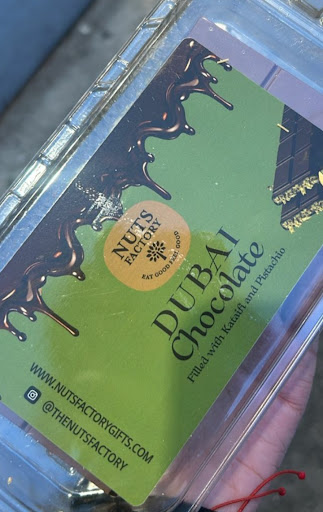 NUTS
FACTORY
EAT GOOD FEEL GOOD
DUBAI
Chocolate
Filled with Kataifi and Pistachio
WWW.NUTSFACTORYGIFTS.COM
@THENUTSFACTORY